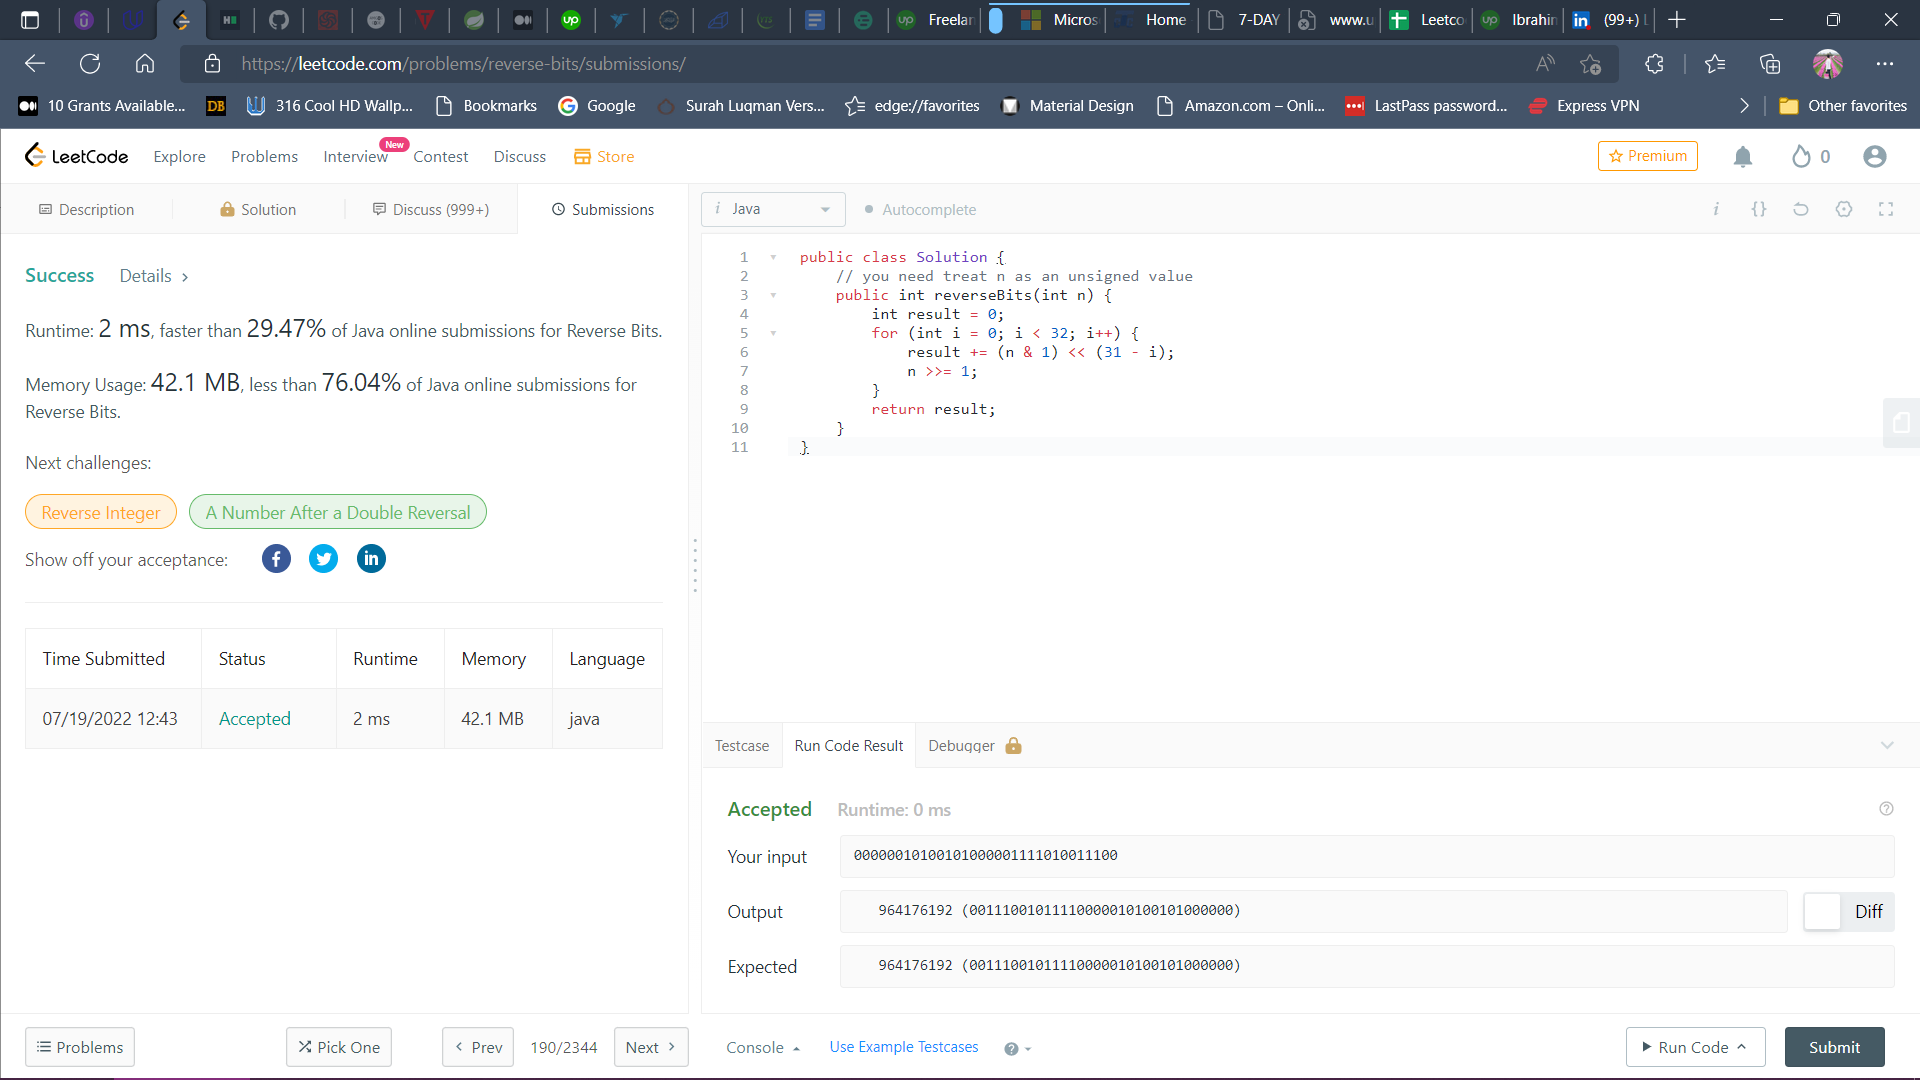 Freelan
Micros
Home
7-DAY
www.u
Leetco
Ibrahin
(99+) L
https://leetcode.com/problems/reverse-bits/submissions/
10 Grants Available...
DB
316 Cool HD Wallp...
Bookmarks
Google
Surah Luqman Vers...
edge://favorites
Material Design
Amazon.com – Onli...
LastPass password...
Express VPN
Other favorites
LeetCode
Explore
Problems
Interview
New
Contest
Discuss
Store
Premium
0
Description
Solution
Discuss (999+)
Submissions
i Java
Autocomplete
Success Details >
Runtime: 2 ms, faster than 29.47% of Java online submissions for Reverse Bits.
Memory Usage: 42.1 MB, less than 76.04% of Java online submissions for
Reverse Bits.
Next challenges:
Reverse Integer
A Number After a Double Reversal
Show off your acceptance:
Time Submitted Status Runtime Memory Language
07/19/2022 12:43 Accepted 2 ms 42.1 MB java
1 public class Solution {
2 // you need treat n as an unsigned value
3 public int reverseBits(int n) {
4 int result = 0;
5 for (int i = 0; i < 32; i++) {
6 result += (n & 1) << (31 - i);
7 n >>= 1;
8 }
9 return result;
10 }
11 }
Testcase
Run Code Result
Debugger
Accepted Runtime: 0 ms
Your input 00000010100101000001111010011100
Output 964176192 (00111001011110000010100101000000)
Diff
Expected 964176192 (00111001011110000010100101000000)
Problems
Pick One
< Prev
190/2344
Next >
Console
Use Example Testcases
Run Code
Submit